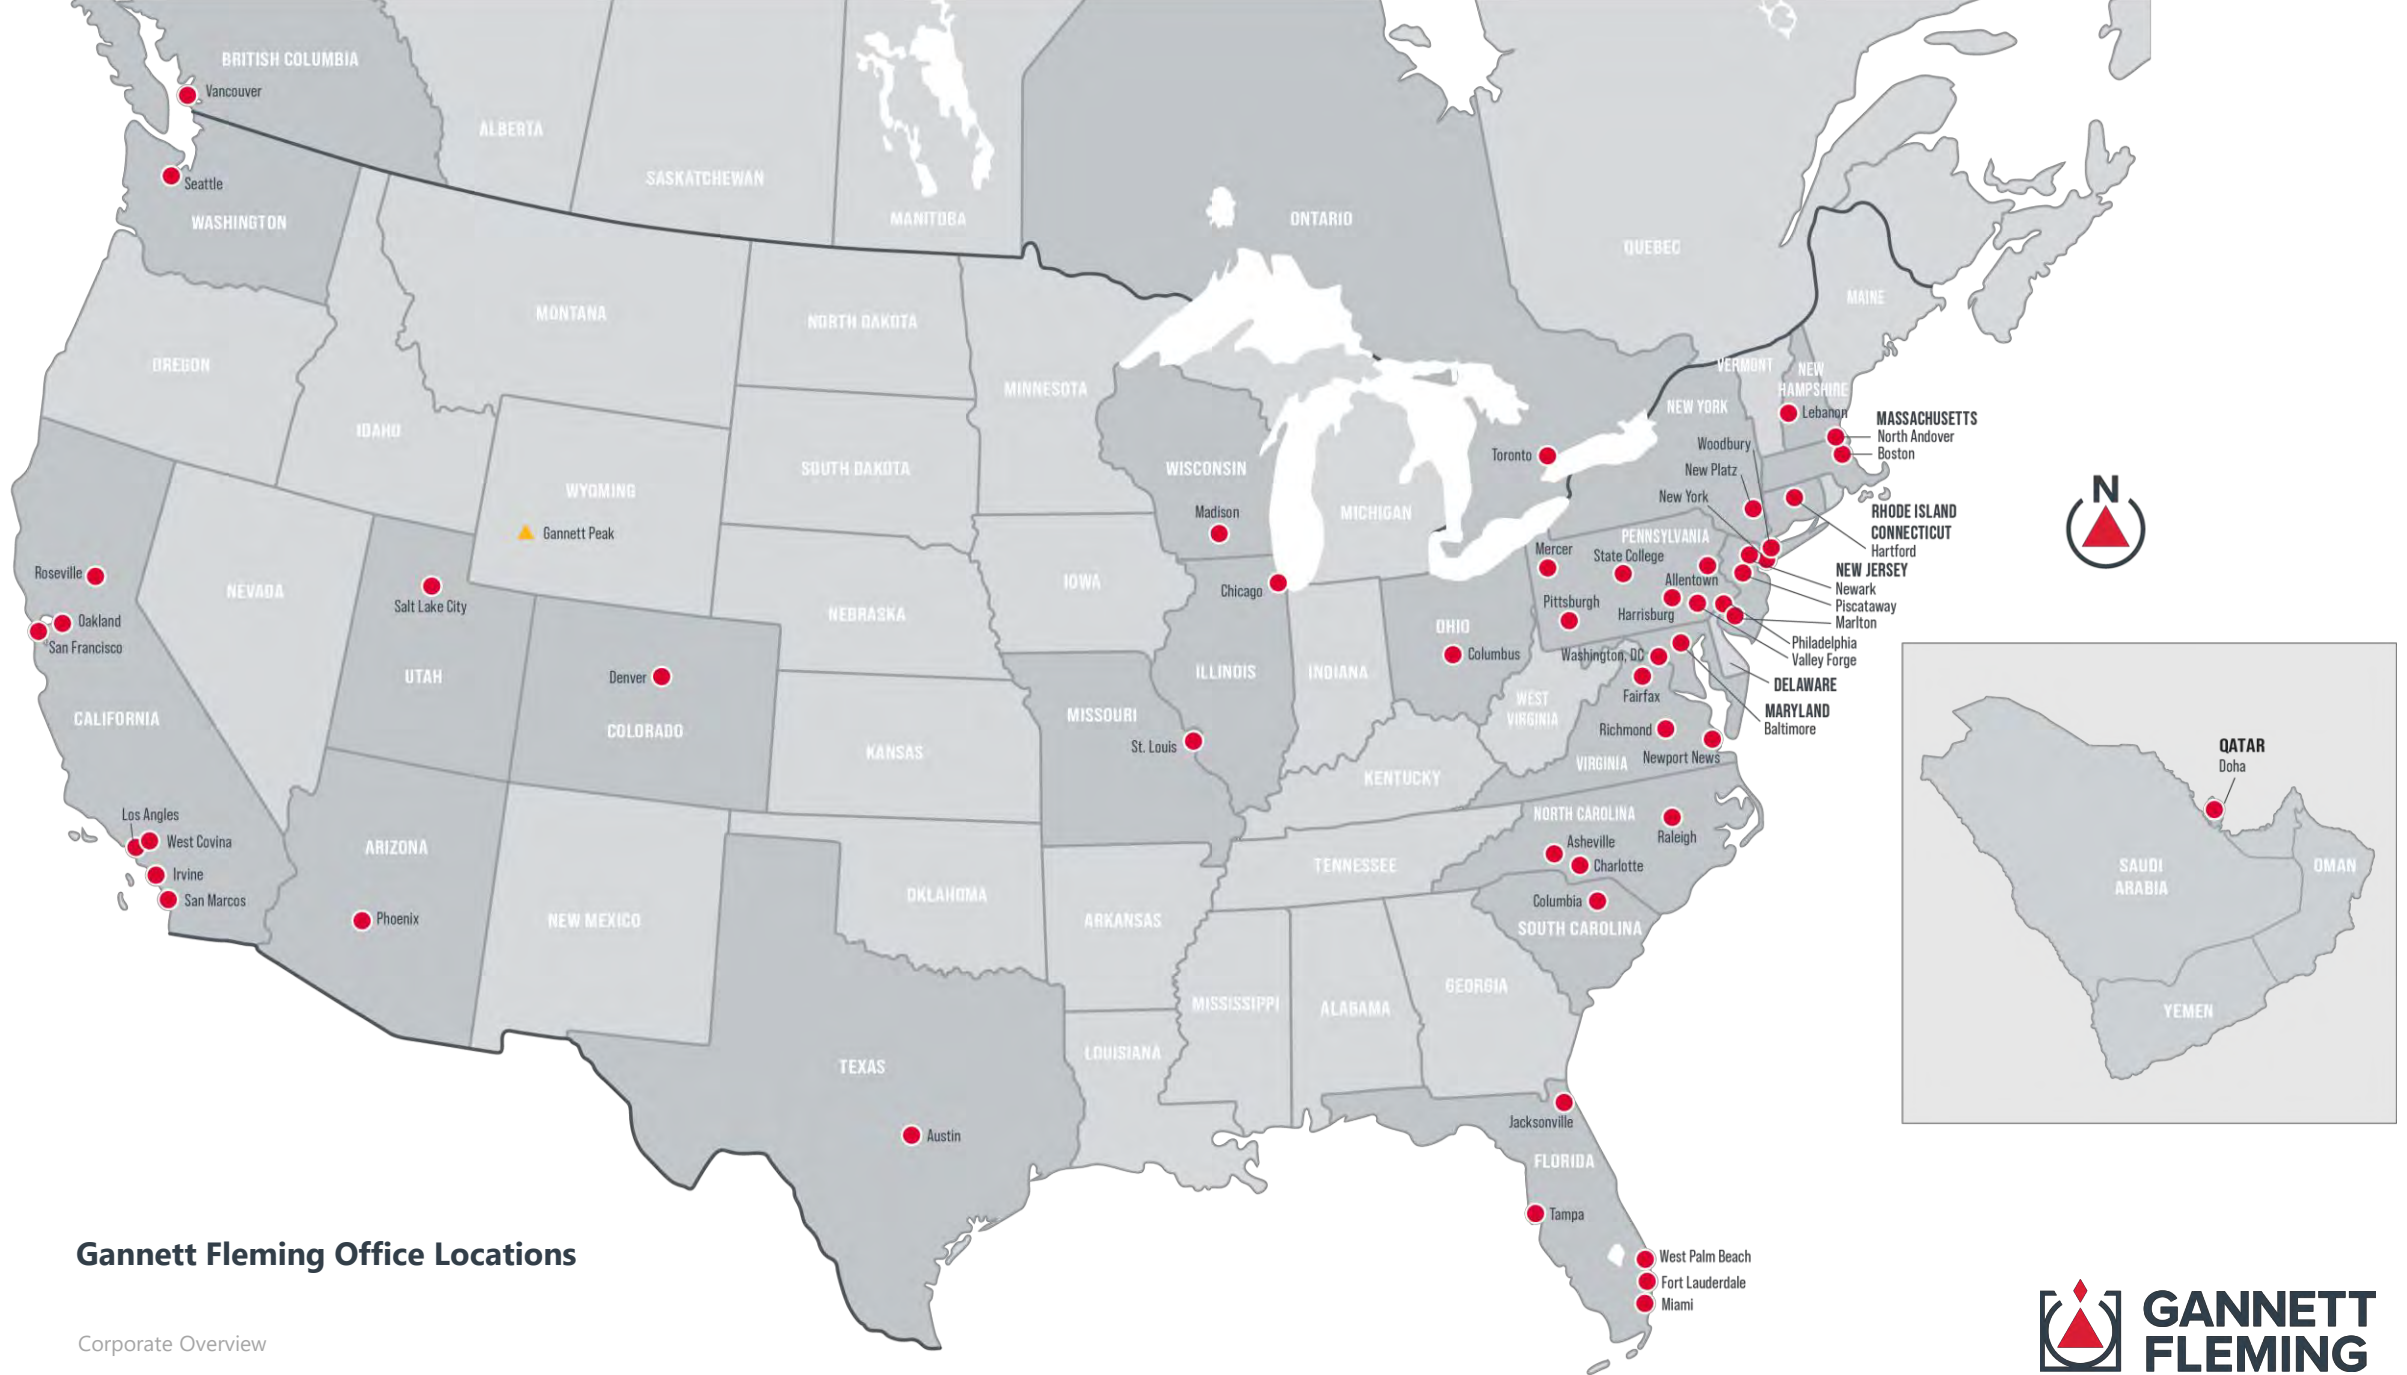 BRITISH COLUMBIA
Vancouver
ALBERTA
SASKATCHEWAN
MANITOBA
ONTARIO
QUEBEC
Seattle
WASHINGTON
MONTANA
NORTH DAKOTA
MINNESOTA
OREGON
IDAHO
WYOMING
Gannett Peak
SOUTH DAKOTA
WISCONSIN
Madison
MICHIGAN
Toronto
MAINE
VERMONT
NEW
HAMPSHIRE
Lebanon
NEW YORK
Woodbury
New Platz
New York
MASSACHUSETTS
North Andover
Boston
RHODE ISLAND
CONNECTICUT
Hartford
NEW JERSEY
Newark
Piscataway
Marlton
Philadelphia
Valley Forge
DELAWARE
MARYLAND
Baltimore
PENNSYLVANIA
Mercer
State College
Allentown
Pittsburgh
Harrisburg
Washington, DC
Fairfax
Richmond
Newport News
VIRGINIA
WEST
VIRGINIA
OHIO
Columbus
INDIANA
Chicago
ILLINOIS
IOWA
NEBRASKA
NEVADA
Roseville
Oakland
San Francisco
CALIFORNIA
Salt Lake City
UTAH
Denver
COLORADO
KANSAS
MISSOURI
St. Louis
KENTUCKY
NORTH CAROLINA
Raleigh
Asheville
Charlotte
Columbia
SOUTH CAROLINA
TENNESSEE
Los Angles
West Covina
Irvine
San Marcos
ARIZONA
Phoenix
NEW MEXICO
OKLAHOMA
ARKANSAS
MISSISSIPPI
ALABAMA
GEORGIA
LOUISIANA
TEXAS
Austin
Jacksonville
FLORIDA
Tampa
West Palm Beach
Fort Lauderdale
Miami
N
QATAR
Doha
SAUDI
ARABIA
OMAN
YEMEN
Gannett Fleming Office Locations
Corporate Overview
GANNETT
FLEMING